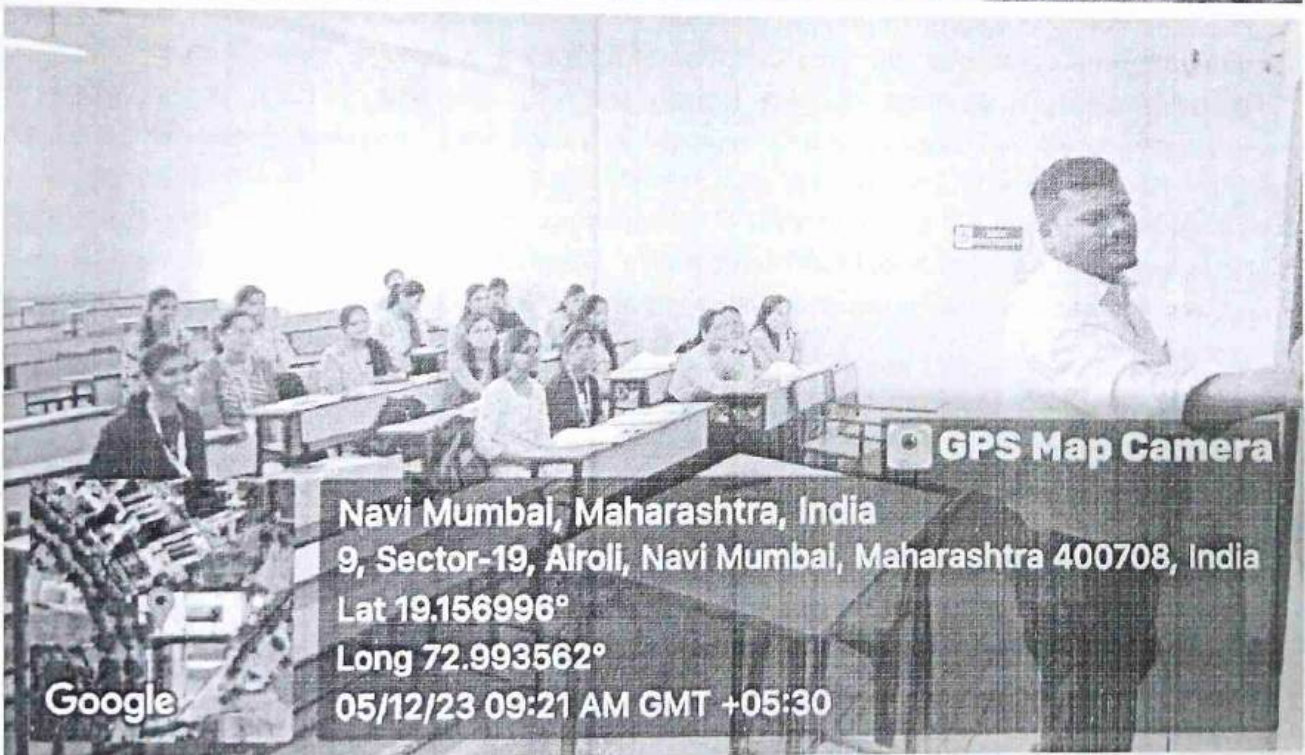 GPS Map Camera
Navi Mumbai, Maharashtra, India
9, Sector-19, Airoli, Navi Mumbai, Maharashtra 400708, India
Lat 19.156996°
Long 72.993562°
05/12/23 09:21 AM GMT +05:30
Google